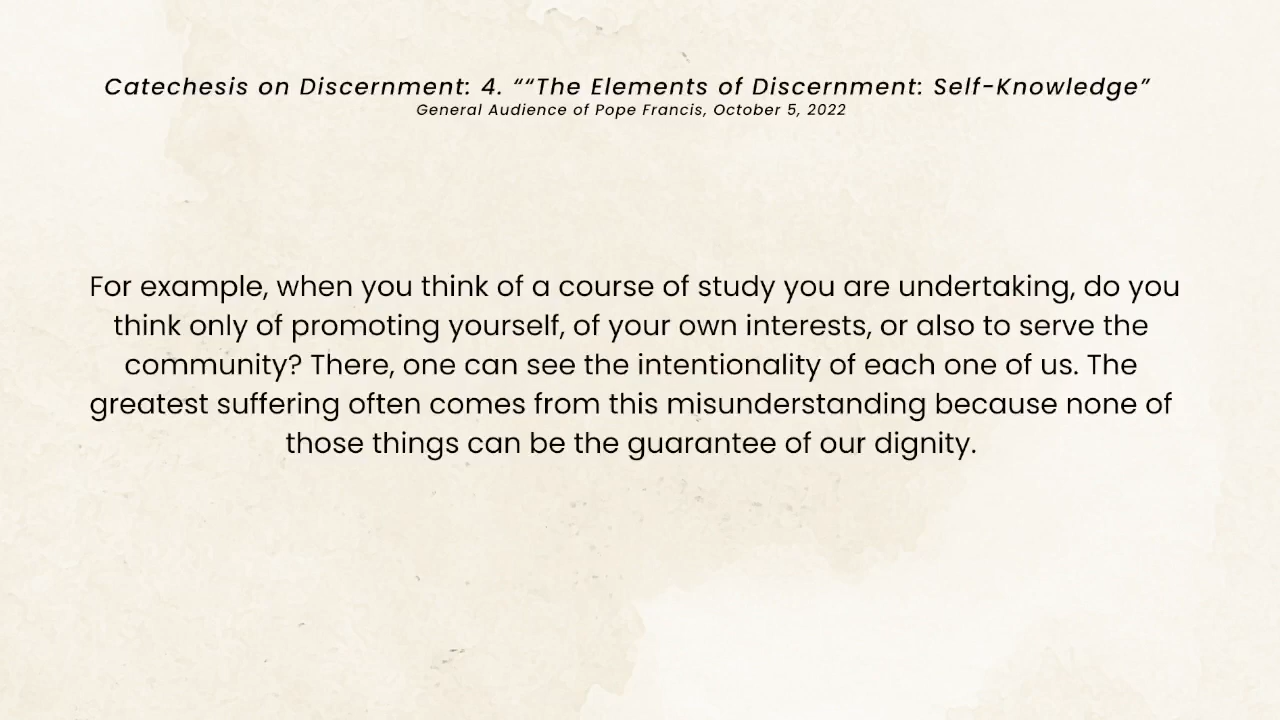 Catechesis on Discernment: 4. ““The Elements of Discernment: Self-Knowledge”
General Audience of Pope Francis, October 5, 2022
For example, when you think of a course of study you are undertaking, do you
think only of promoting yourself, of your own interests, or also to serve the
community? There, one can see the intentionality of each one of us. The
greatest suffering often comes from this misunderstanding because none of
those things can be the guarantee of our dignity.